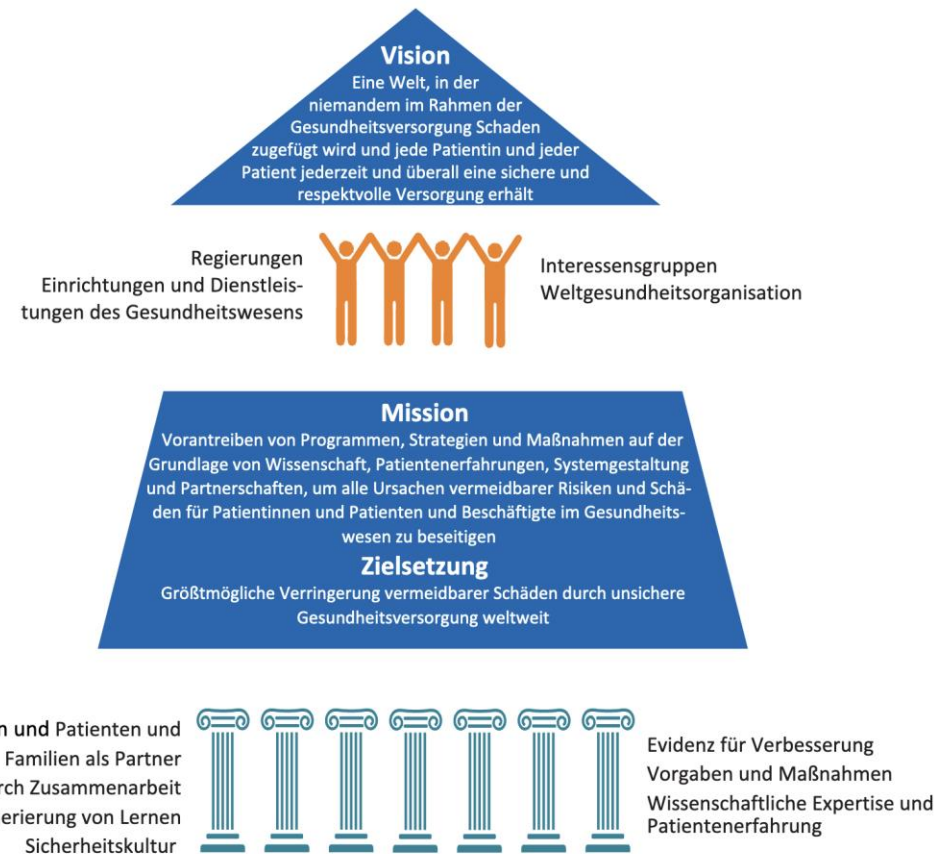 Vision
Eine Welt, in der
niemandem im Rahmen der
Gesundheitsversorgung Schaden
zugefügt wird und jede Patientin und jeder
Patient jederzeit und überall eine sichere und
respektvolle Versorgung erhält
Regierungen
Einrichtungen und Dienstleis-
tungen des Gesundheitswesens
Interessensgruppen
Weltgesundheitsorganisation
Mission
Vorantreiben von Programmen, Strategien und Maßnahmen auf der
Grundlage von Wissenschaft, Patientenerfahrungen, Systemgestaltung
und Partnerschaften, um alle Ursachen vermeidbarer Risiken und Schä-
den für Patientinnen und Patienten und Beschäftigte im Gesundheits-
wesen zu beseitigen
Zielsetzung
Größtmögliche Verringerung vermeidbarer Schäden durch unsichere
Gesundheitsversorgung weltweit
und Patienten und
Familien als Partner
Zusammenarbeit
von Lernen
Sicherheitskultur
Evidenz für Verbesserung
Vorgaben und Maßnahmen
Wissenschaftliche Expertise und
Patientenerfahrung